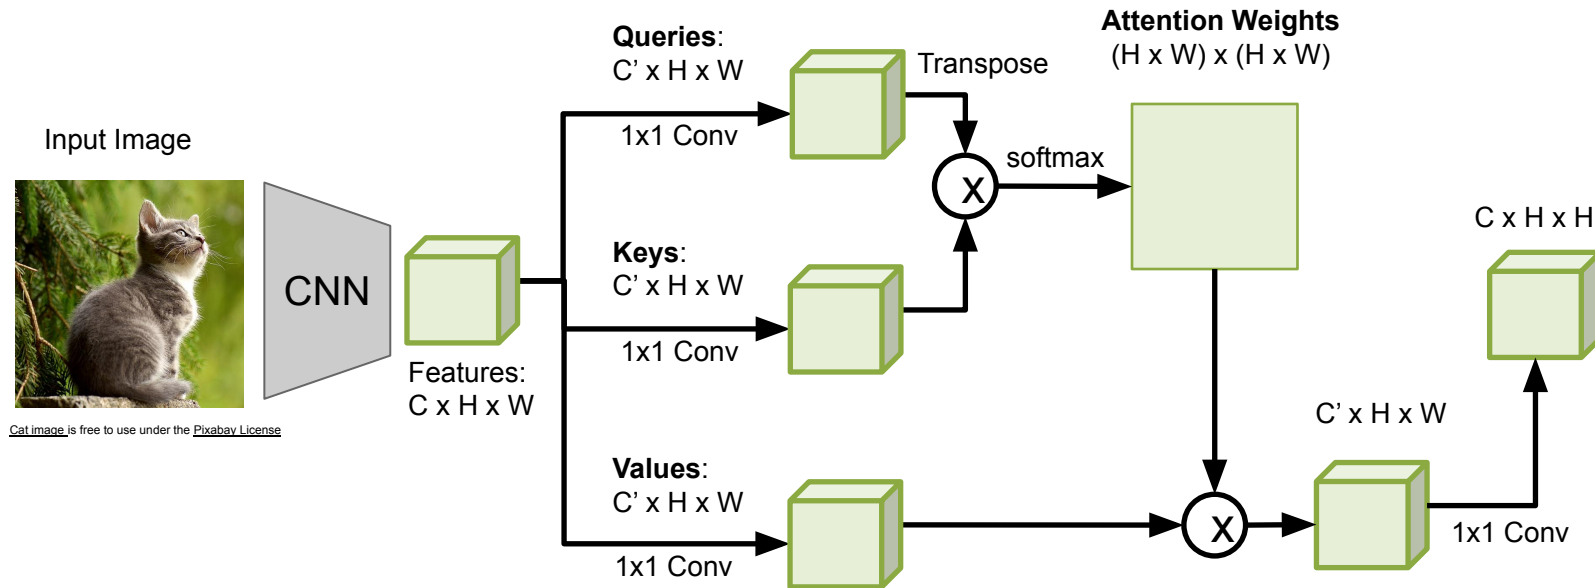 Input Image
Cat image is free to use under the Pixabay License
CNN
Features:
C x H x W
Queries:
C’ x H x W
1x1 Conv
Keys:
C’ x H x W
1x1 Conv
Values:
C’ x H x W
1x1 Conv
Transpose
X
softmax
Attention Weights
(H x W) x (H x W)
X
C’ x H x W
1x1 Conv
C x H x H